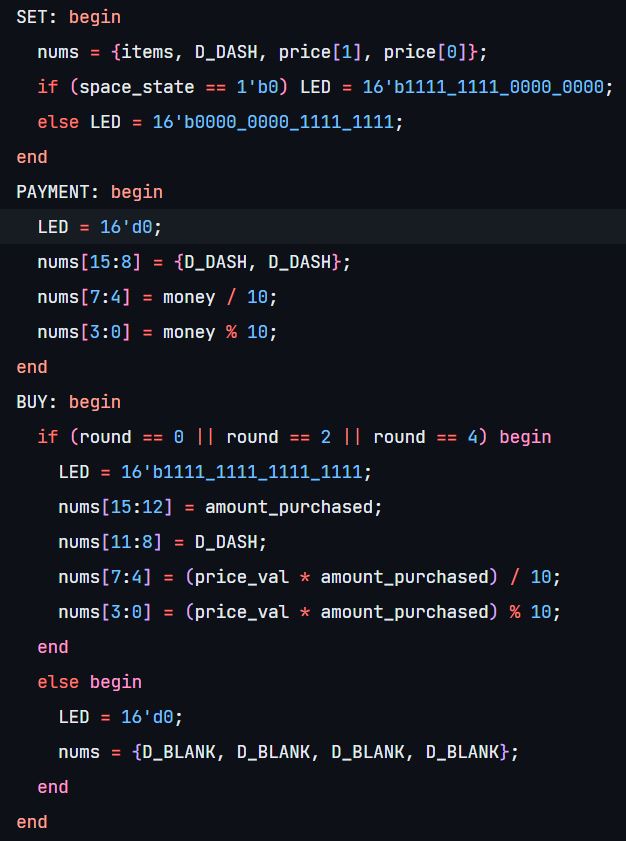 SET: begin
nums = {items, D_DASH, price[1], price[0]};
if (space_state == 1'b0) LED = 16'b1111_1111_0000_0000;
else LED = 16'b0000_0000_1111_1111;
end
PAYMENT: begin
LED = 16'd0;
nums[15:8] = {D_DASH, D_DASH};
nums[7:4] = money / 10;
nums[3:0] = money % 10;
end
BUY: begin
if (round == 0 || round == 2 || round == 4) begin
LED = 16'b1111_1111_1111_1111;
nums[15:12] = amount_purchased;
nums[11:8] = D_DASH;
nums[7:4] = (price_val * amount_purchased) / 10;
nums[3:0] = (price_val * amount_purchased) % 10;
end
else begin
LED = 16'd0;
nums = {D_BLANK, D_BLANK, D_BLANK, D_BLANK};
end
end